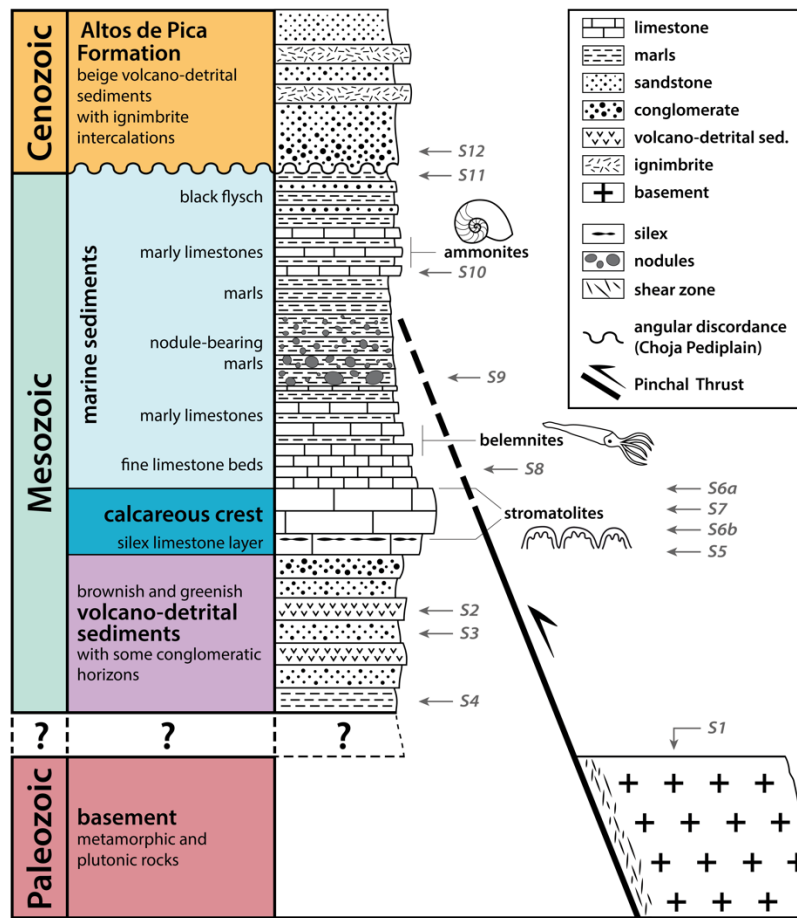 Cenozoic
Altos de Pica
Formation
beige volcano-detrital
sediments
with ignimbrite
intercalations
S12
S11
Mesozoic
marine sediments
black flysch
marly limestones
ammonites
S10
marls
nodule-bearing
marls
S9
marly limestones
belemnites
fine limestone beds
S8
calcareous crest
silex limestone layer
stromatolites
S6a
S7
S6b
S5
brownish and greenish
volcano-detrital
sediments
with some conglomeratic
horizons
S2
S3
S4
? ? ?
S1
Paleozoic
basement
metamorphic and
plutonic rocks
limestone
marls
sandstone
conglomerate
volcano-detrital sed.
ignimbrite
basement
silex
nodules
shear zone
angular discordance
(Choja Pediplain)
Pinchal Thrust